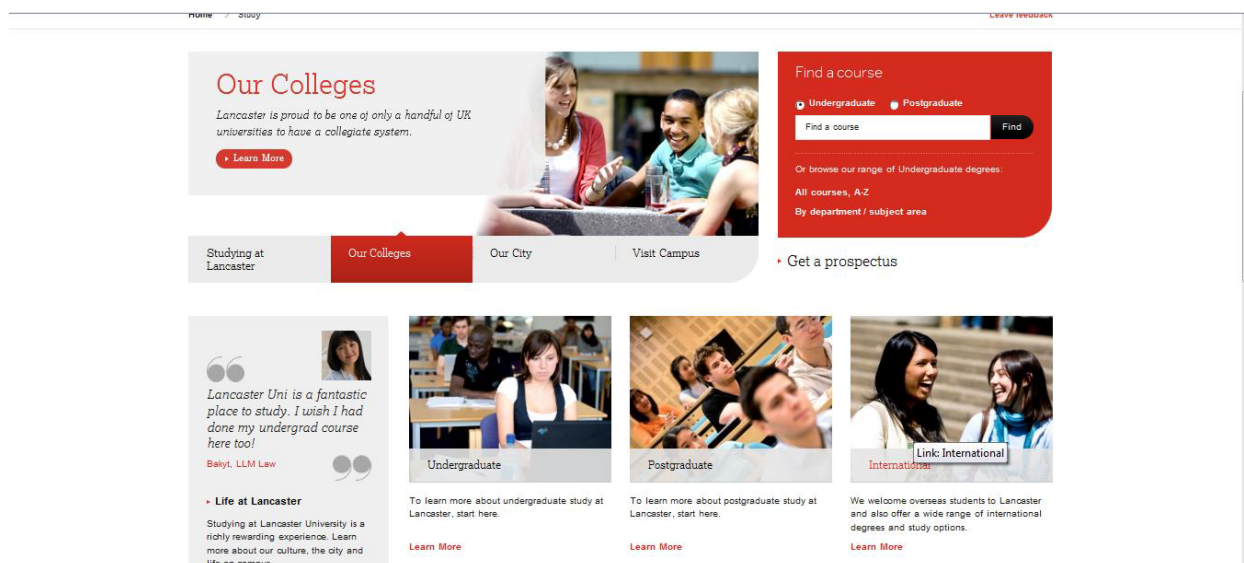 Home > Study
Leave feedback
Our Colleges
Lancaster is proud to be one of only a handful of UK
universities to have a collegiate system.
Learn More
Studying at
Lancaster
Our Colleges
Our City
Visit Campus
Find a course
Undergraduate
Postgraduate
Find a course
Find
Or browse our range of Undergraduate degrees:
All courses, A-Z
By department / subject area
Get a prospectus
Lancaster Uni is a fantastic
place to study. I wish I had
done my undergrad course
here too!
Bakyt, LLM Law
Life at Lancaster
Studying at Lancaster University is a
richly rewarding experience. Learn
more about our culture, the city and
life on campus.
Undergraduate
To learn more about undergraduate study at
Lancaster, start here.
Learn More
Postgraduate
To learn more about postgraduate study at
Lancaster, start here.
Learn More
Link: International
International
We welcome overseas students to Lancaster
and also offer a wide range of international
degrees and study options.
Learn More